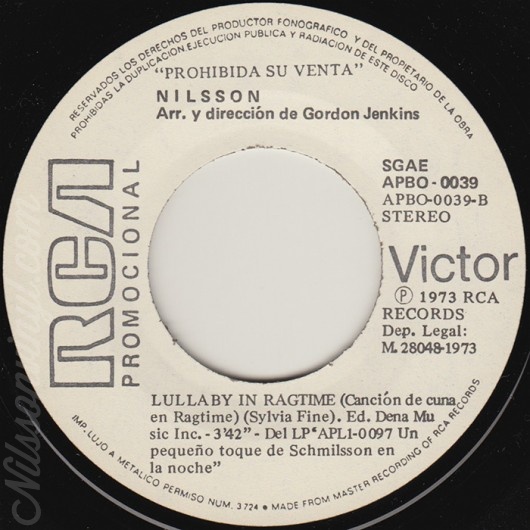 RESERVADOS LOS DERECHOS DEL PRODUCTOR FONOGRAFICO Y DEL PROPIETARIO DE LA OBRA
PROHIBIDAS LA DUPLICACION, EJECUCION PUBLICA Y RADIACION DE ESTE DISCO
"PROHIBIDA SU VENTA"
NILSSON
Arr. y dirección de Gordon Jenkins
RCA
PROMOCIONAL
SGAE
APBO-0039
APBO-0039-B
STEREO
Victor
Ⓟ 1973 RCA
RECORDS
Dep. Legal:
M. 28048-1973
LULLABY IN RAGTIME (Canción de cuna
en Ragtime) (Sylvia Fine). Ed. Dena Mu
sic Inc. - 3'42" - Del LP "APL1-0097 Un
pequeño toque de Schmilsson en
la noche"
IMP. LUJO A METALICO PERMISO NUM. 3724 • MADE FROM MASTER RECORDING OF RCA RECORDS
Nilssonvinyl.com